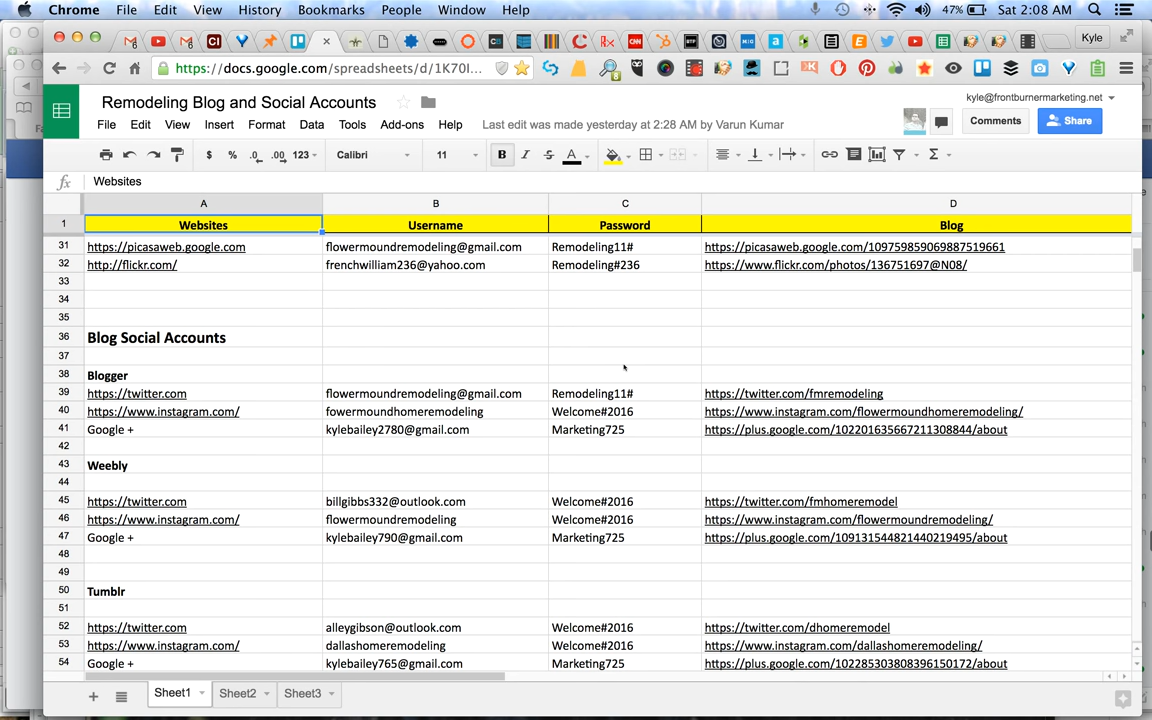 Chrome File Edit View History Bookmarks People Window Help 47% Sat 2:08 AM
Kyle
https://docs.google.com/spreadsheets/d/1K70I...
Remodeling Blog and Social Accounts kyle@frontburnermarketing.net
File Edit View Insert Format Data Tools Add-ons Help Last edit was made yesterday at 2:28 AM by Varun Kumar Comments Share
$ % .0 .00 123 Calibri 11 B I S A Σ
fx Websites
A B C D
1 Websites Username Password Blog
31 https://picasaweb.google.com flowermoundremodeling@gmail.com Remodeling11# https://picasaweb.google.com/109759859069887519661
32 http://flickr.com/ frenchwilliam236@yahoo.com Remodeling#236 https://www.flickr.com/photos/136751697@N08/
33
34
35
36 Blog Social Accounts
37
38 Blogger
39 https://twitter.com flowermoundremodeling@gmail.com Remodeling11# https://twitter.com/fmremodeling
40 https://www.instagram.com/ fowermoundhomeremodeling Welcome#2016 https://www.instagram.com/flowermoundhomeremodeling/
41 Google + kylebailey2780@gmail.com Marketing725 https://plus.google.com/102201635667211308844/about
42
43 Weebly
44
45 https://twitter.com billgibbs332@outlook.com Welcome#2016 https://twitter.com/fmhomeremodel
46 https://www.instagram.com/ flowermoundremodeling Welcome#2016 https://www.instagram.com/flowermoundremodeling/
47 Google + kylebailey790@gmail.com Marketing725 https://plus.google.com/109131544821440219495/about
48
49
50 Tumblr
51
52 https://twitter.com alleygibson@outlook.com Welcome#2016 https://twitter.com/dhomeremodel
53 https://www.instagram.com/ dallashomeremodeling Welcome#2016 https://www.instagram.com/dallashomeremodeling/
54 Google + kylebailey765@gmail.com Marketing725 https://plus.google.com/102285303808396150172/about
Sheet1 Sheet2 Sheet3